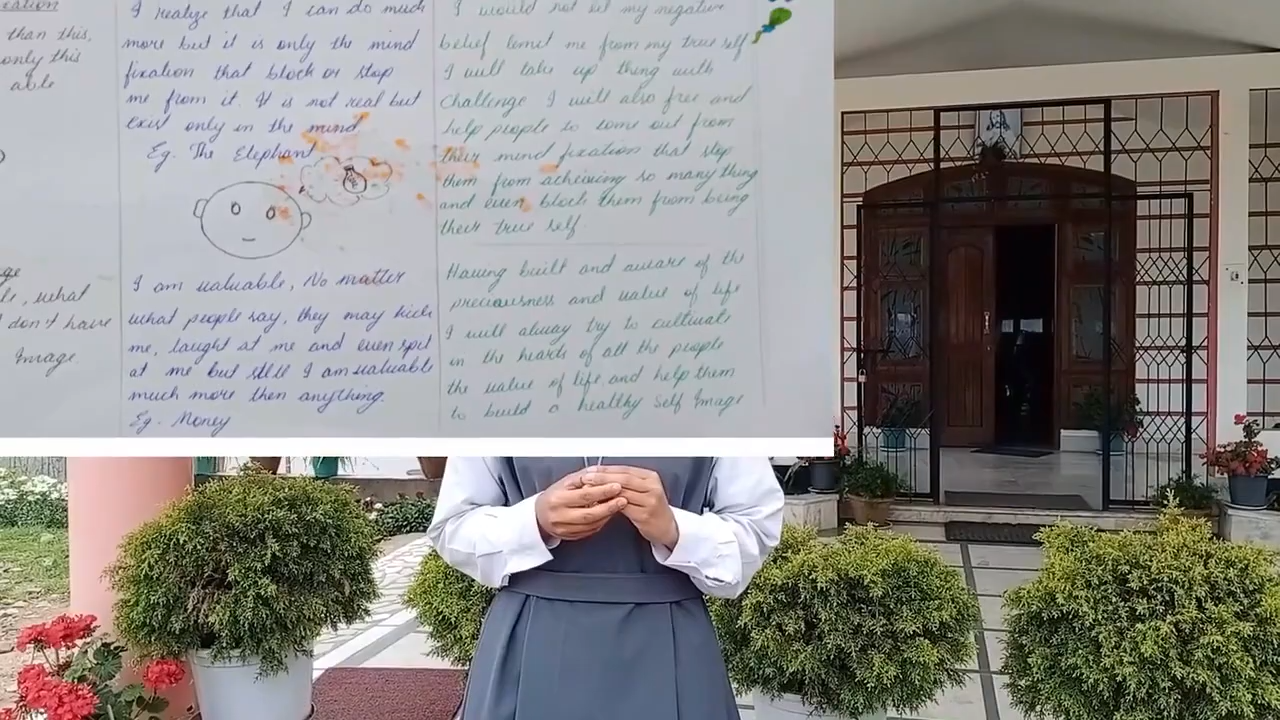 xation
than this,
only this
able
ge
le, what
I don't have
Image.
I realize that I can do much
more but it is only the mind
fixation that block or stop
me from it. It is not real but
exist only in the mind
Eg. The Elephant
I am valuable, No matter
what people say, they may kick
me, laught at me and even spit
at me but still I am valuable
much more then anything.
Eg. Money
I would not let my negative
belief limit me from my true self
I will take up thing with
challenge I will also free and
help people to come out from
their mind fixation that stop
them from achieving so many thing
and even block them from being
their true self
Having built and aware of the
preciousness and value of life
I will alway try to cultivate
in the hearts of all the people
the value of life and help them
to build a healthy self Image